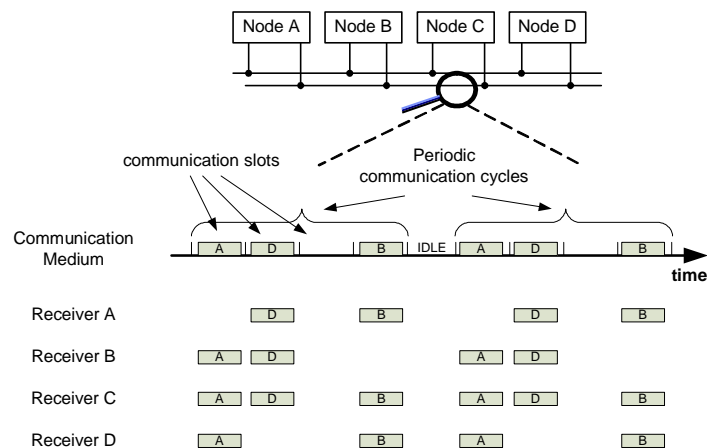 Node A Node B Node C Node D
communication slots
Periodic
communication cycles
Communication
Medium
A D B IDLE A D B
time
Receiver A D B D B
Receiver B A D A D
Receiver C A D B A D B
Receiver D A B A B